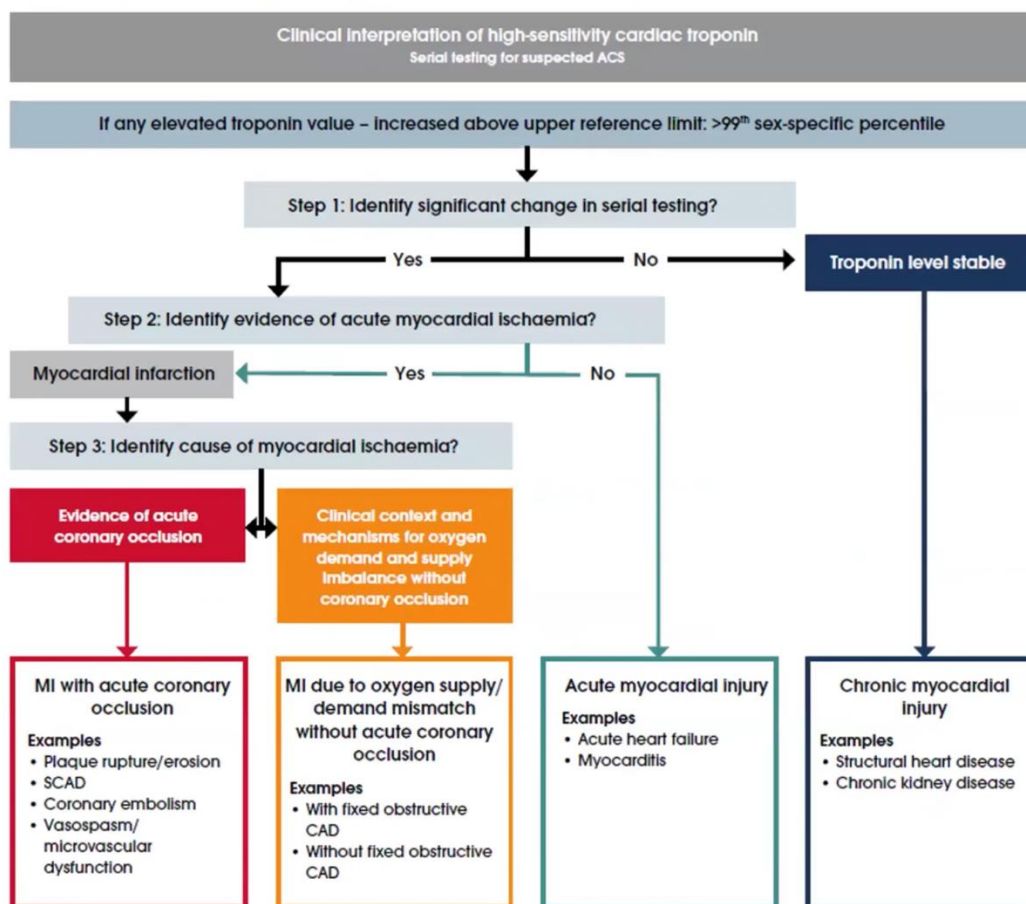 Clinical interpretation of high-sensitivity cardiac troponin
Serial testing for suspected ACS
If any elevated troponin value – increased above upper reference limit: >99th sex-specific percentile
Step 1: Identify significant change in serial testing?
Yes
No
Troponin level stable
Step 2: Identify evidence of acute myocardial ischaemia?
Myocardial infarction
Yes
No
Step 3: Identify cause of myocardial ischaemia?
Evidence of acute
coronary occlusion
Clinical context and
mechanisms for oxygen
demand and supply
imbalance without
coronary occlusion
MI with acute coronary
occlusion
Examples
• Plaque rupture/erosion
• SCAD
• Coronary embolism
• Vasospasm/
microvascular
dysfunction
MI due to oxygen supply/
demand mismatch
without acute coronary
occlusion
Examples
• With fixed obstructive
CAD
• Without fixed obstructive
CAD
Acute myocardial injury
Examples
• Acute heart failure
• Myocarditis
Chronic myocardial
injury
Examples
• Structural heart disease
• Chronic kidney disease